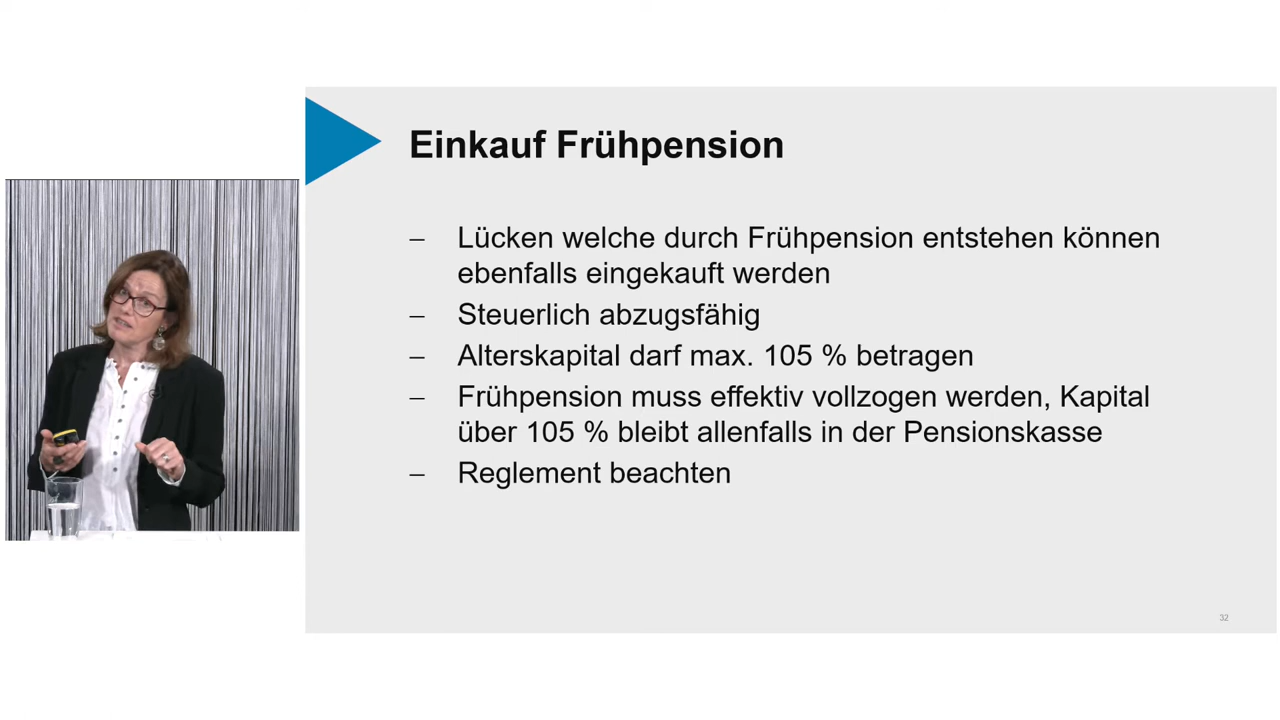 Einkauf Frühpension
– Lücken welche durch Frühpension entstehen können
ebenfalls eingekauft werden
– Steuerlich abzugsfähig
– Alterskapital darf max. 105 % betragen
– Frühpension muss effektiv vollzogen werden, Kapital
über 105 % bleibt allenfalls in der Pensionskasse
– Reglement beachten
32